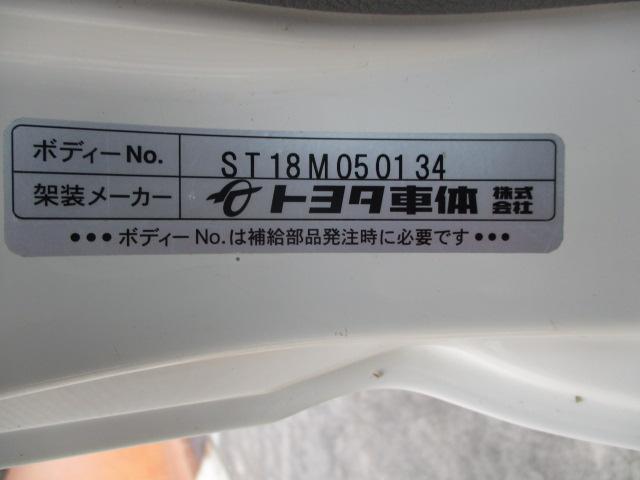 ボディーNo. ST18M050134
架装メーカー トヨタ車体 株式会社
•••ボディーNo.は補給部品発注時に必要です•••